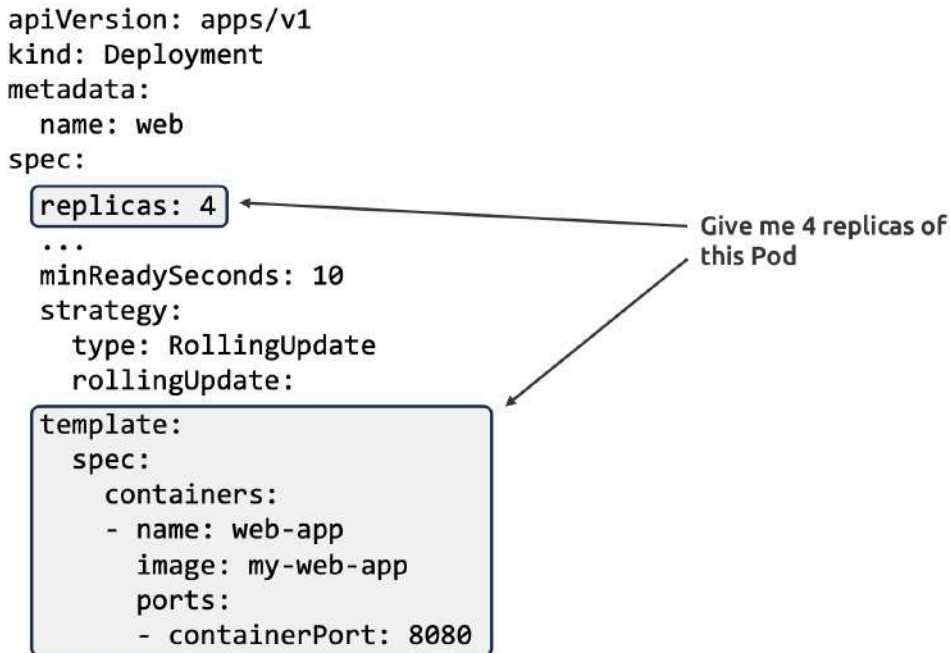 apiVersion: apps/v1
kind: Deployment
metadata:
  name: web
spec:
  replicas: 4
  ...
  minReadySeconds: 10
  strategy:
    type: RollingUpdate
    rollingUpdate:
  template:
    spec:
      containers:
      - name: web-app
        image: my-web-app
        ports:
        - containerPort: 8080
Give me 4 replicas of
this Pod